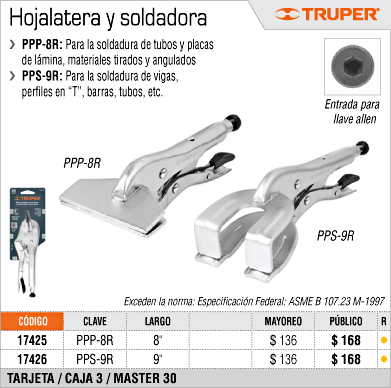 Hojalatera y soldadora
TRUPER®
PPP-8R: Para la soldadura de tubos y placas
de lámina, materiales tirados y angulados
PPS-9R: Para la soldadura de vigas,
perfiles en “T”, barras, tubos, etc.
Entrada para
llave allen
PPP-8R
TRUPER
PPS-9R
Exceden la norma: Especificación Federal: ASME B 107.23 M-1997
CÓDIGO CLAVE LARGO MAYOREO PÚBLICO R
17425 PPP-8R 8" $ 136 $ 168
17426 PPS-9R 9" $ 136 $ 168
TARJETA / CAJA 3 / MASTER 30